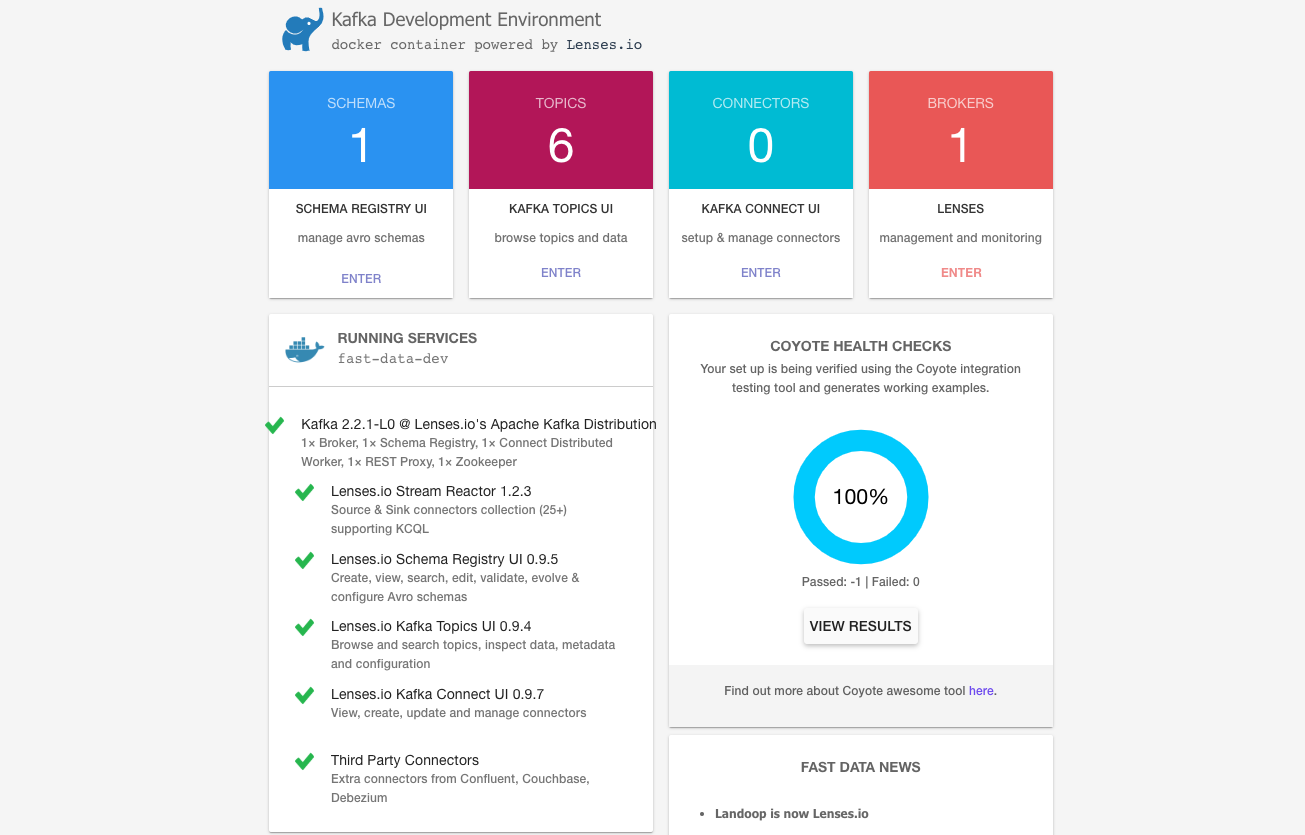 Kafka Development Environment
docker container powered by Lenses.io
SCHEMAS
1
SCHEMA REGISTRY UI
manage avro schemas
ENTER
TOPICS
6
KAFKA TOPICS UI
browse topics and data
ENTER
CONNECTORS
0
KAFKA CONNECT UI
setup & manage connectors
ENTER
BROKERS
1
LENSES
management and monitoring
ENTER
RUNNING SERVICES
fast-data-dev
Kafka 2.2.1-L0 @ Lenses.io's Apache Kafka Distribution
1× Broker, 1× Schema Registry, 1× Connect Distributed
Worker, 1× REST Proxy, 1× Zookeeper
Lenses.io Stream Reactor 1.2.3
Source & Sink connectors collection (25+)
supporting KCQL
Lenses.io Schema Registry UI 0.9.5
Create, view, search, edit, validate, evolve &
configure Avro schemas
Lenses.io Kafka Topics UI 0.9.4
Browse and search topics, inspect data, metadata
and configuration
Lenses.io Kafka Connect UI 0.9.7
View, create, update and manage connectors
Third Party Connectors
Extra connectors from Confluent, Couchbase,
Debezium
COYOTE HEALTH CHECKS
Your set up is being verified using the Coyote integration
testing tool and generates working examples.
100%
Passed: -1 | Failed: 0
VIEW RESULTS
Find out more about Coyote awesome tool here.
FAST DATA NEWS
• Landoop is now Lenses.io